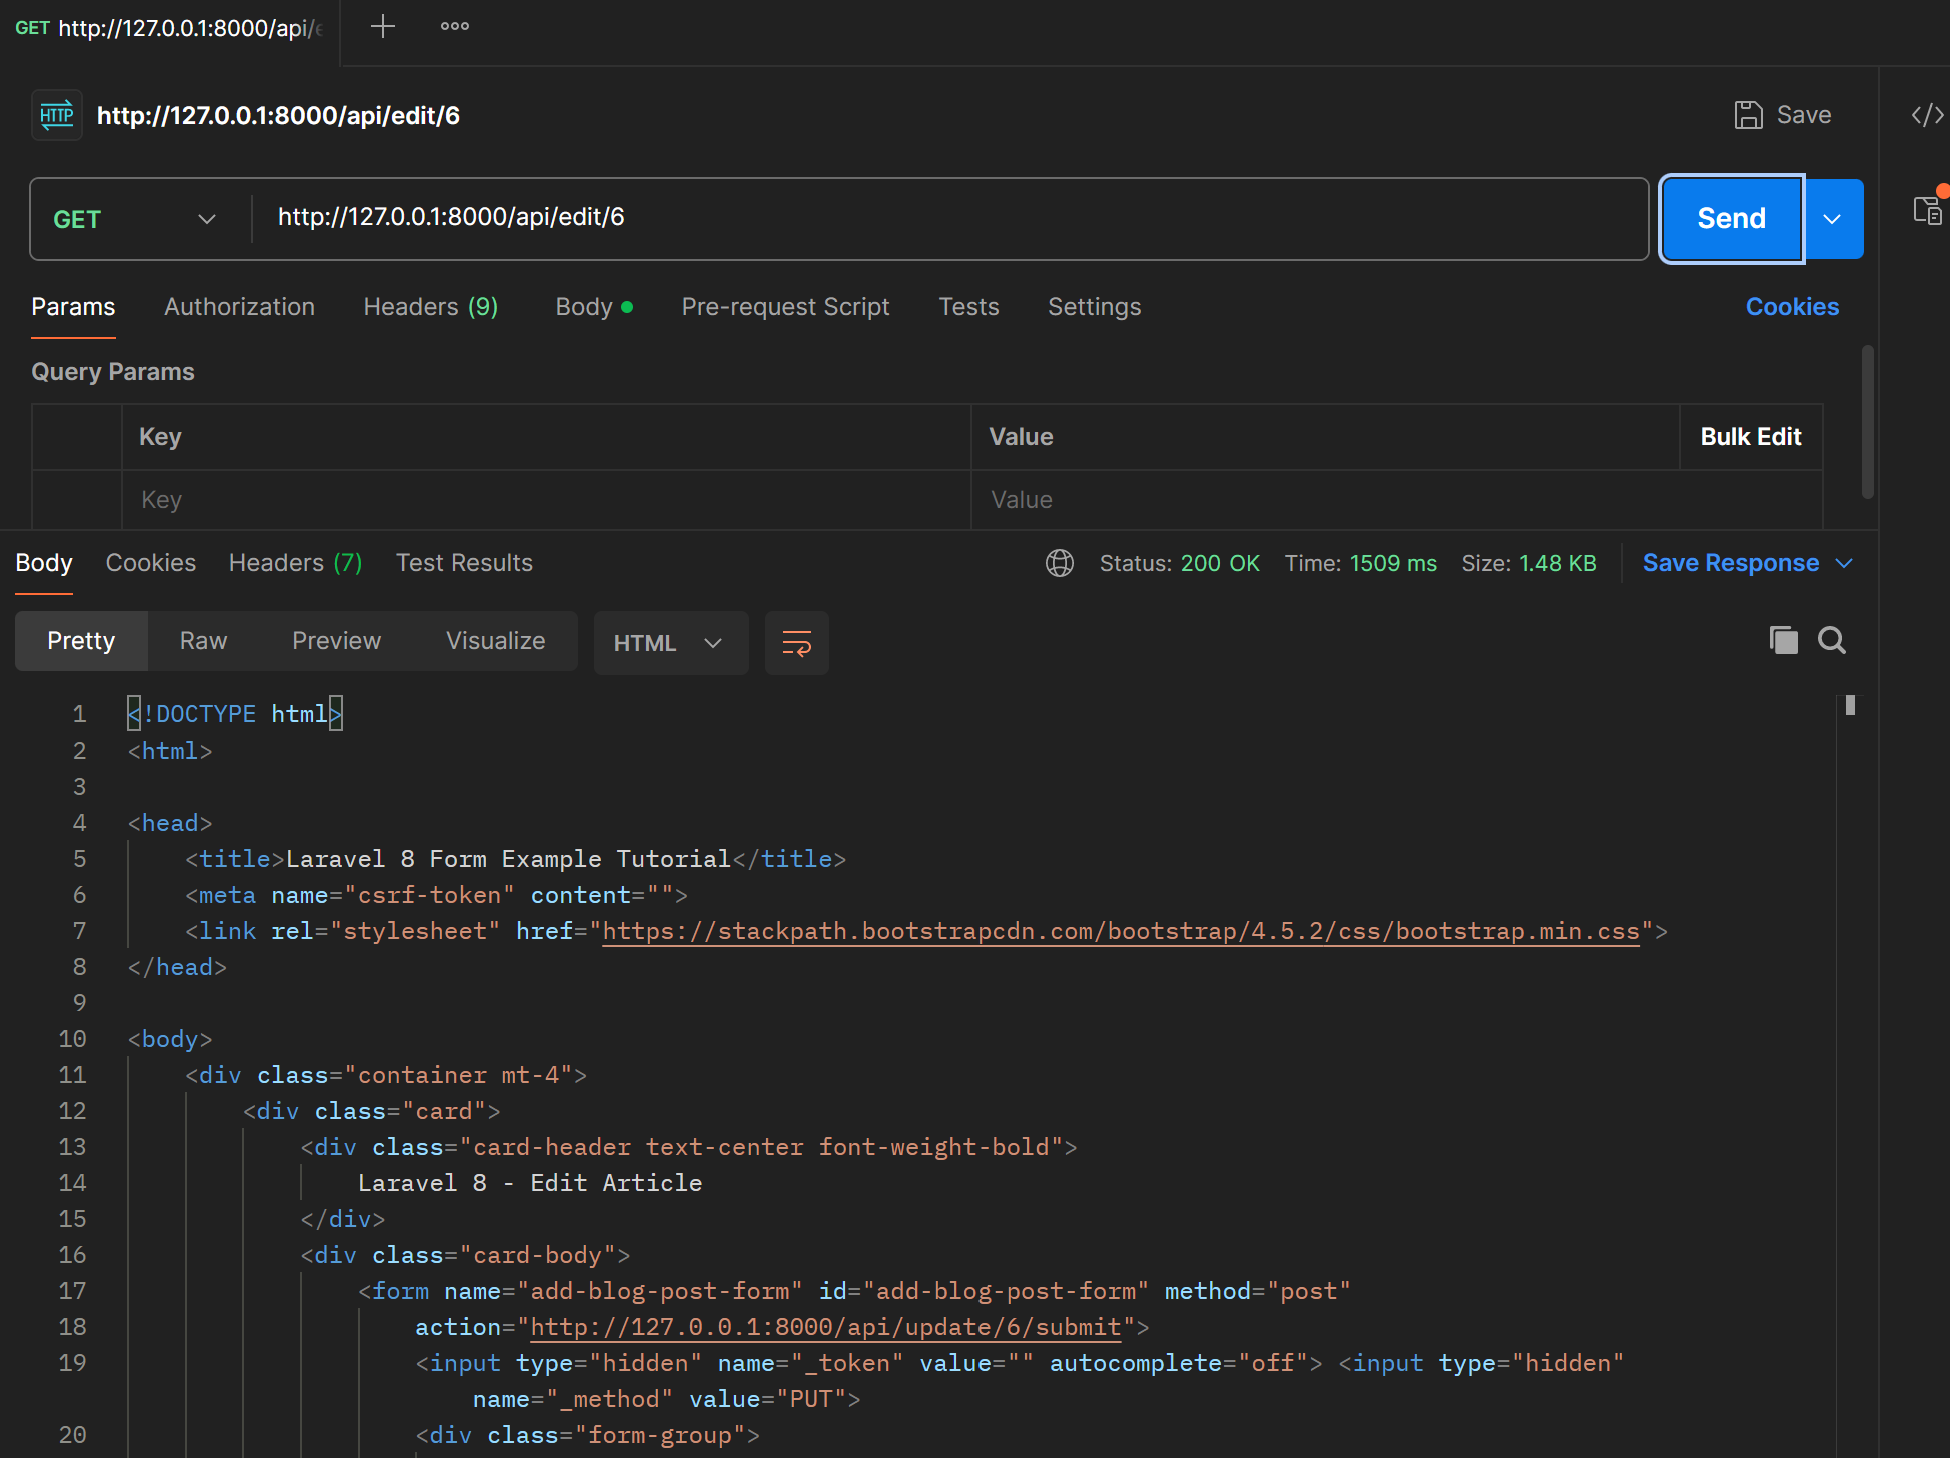 GET http://127.0.0.1:8000/api/
HTTP http://127.0.0.1:8000/api/edit/6
Save
</>
GET http://127.0.0.1:8000/api/edit/6 Send
Params Authorization Headers (9) Body Pre-request Script Tests Settings Cookies
Query Params
Key Value Bulk Edit
Key Value
Body Cookies Headers (7) Test Results Status: 200 OK Time: 1509 ms Size: 1.48 KB Save Response
Pretty Raw Preview Visualize HTML
1 <!DOCTYPE html>
2 <html>
3
4 <head>
5 <title>Laravel 8 Form Example Tutorial</title>
6 <meta name="csrf-token" content="">
7 <link rel="stylesheet" href="https://stackpath.bootstrapcdn.com/bootstrap/4.5.2/css/bootstrap.min.css">
8 </head>
9
10 <body>
11 <div class="container mt-4">
12 <div class="card">
13 <div class="card-header text-center font-weight-bold">
14 Laravel 8 - Edit Article
15 </div>
16 <div class="card-body">
17 <form name="add-blog-post-form" id="add-blog-post-form" method="post"
18 action="http://127.0.0.1:8000/api/update/6/submit">
19 <input type="hidden" name="_token" value="" autocomplete="off"> <input type="hidden"
name="_method" value="PUT">
20 <div class="form-group">